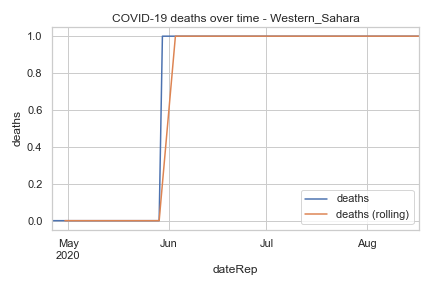 COVID-19 deaths over time - Western_Sahara
deaths
1.0
0.8
0.6
0.4
0.2
0.0
May
2020
Jun
Jul
Aug
dateRep
deaths
deaths (rolling)